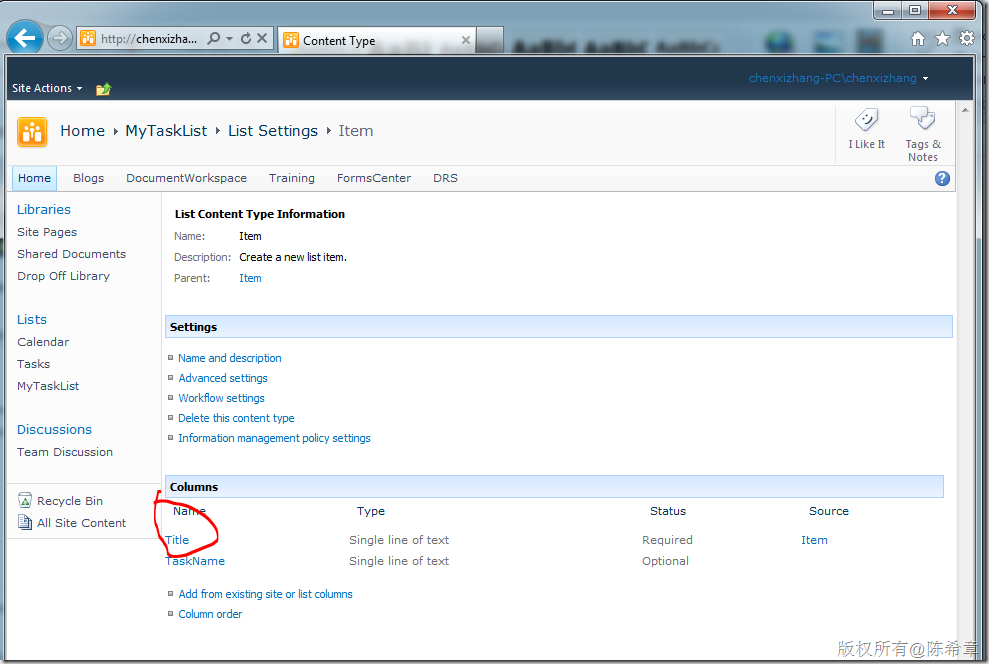 http://chenxizha...
Content Type
Site Actions
chenxizhang-PC\chenxizhang
Home MyTaskList List Settings Item
I Like It
Tags & Notes
Home Blogs DocumentWorkspace Training FormsCenter DRS
Libraries
Site Pages
Shared Documents
Drop Off Library
Lists
Calendar
Tasks
MyTaskList
Discussions
Team Discussion
Recycle Bin
All Site Content
List Content Type Information
Name: Item
Description: Create a new list item.
Parent: Item
Settings
Name and description
Advanced settings
Workflow settings
Delete this content type
Information management policy settings
Columns
Name Type Status Source
Title Single line of text Required Item
TaskName Single line of text Optional
Add from existing site or list columns
Column order
版权所有@陈希章